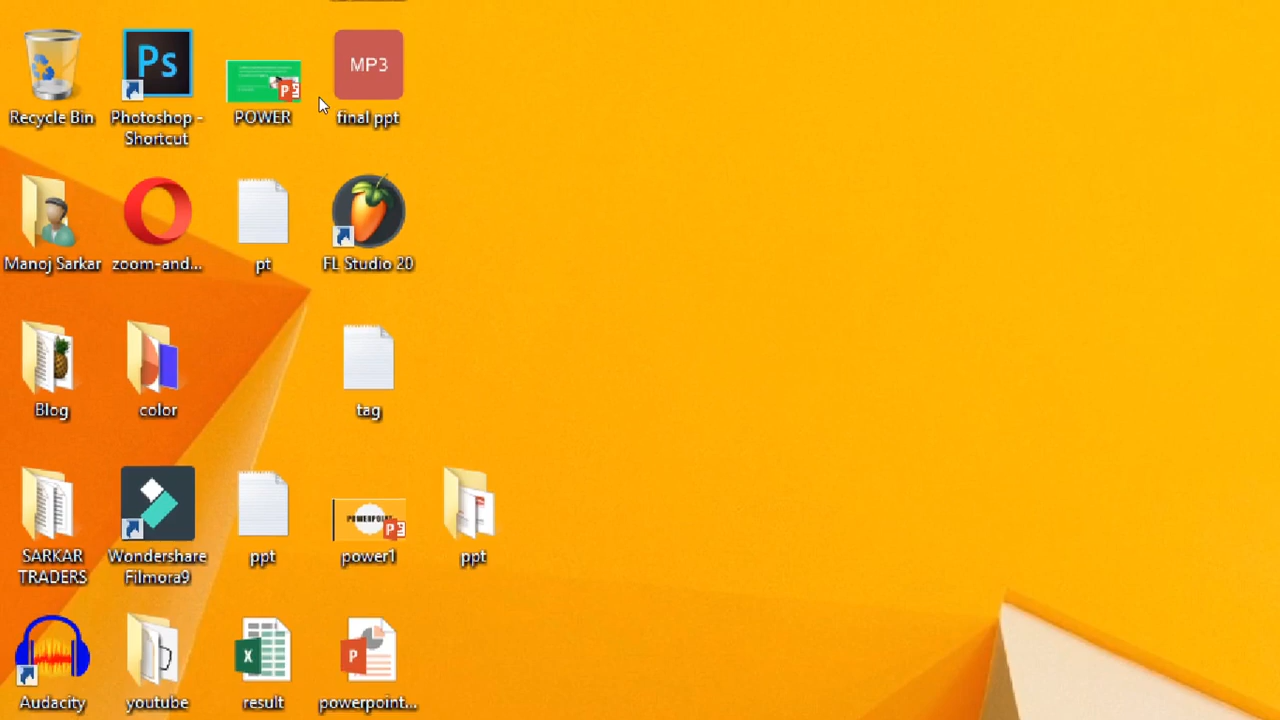 Ps
MP3
Recycle Bin
Photoshop -
Shortcut
POWER
final ppt
Manoj Sarkar
zoom-and...
pt
FL Studio 20
Blog
color
tag
POWERPOINT
SARKAR
TRADERS
Wondershare
Filmora9
ppt
power1
ppt
X
P
Audacity
youtube
result
powerpoint...